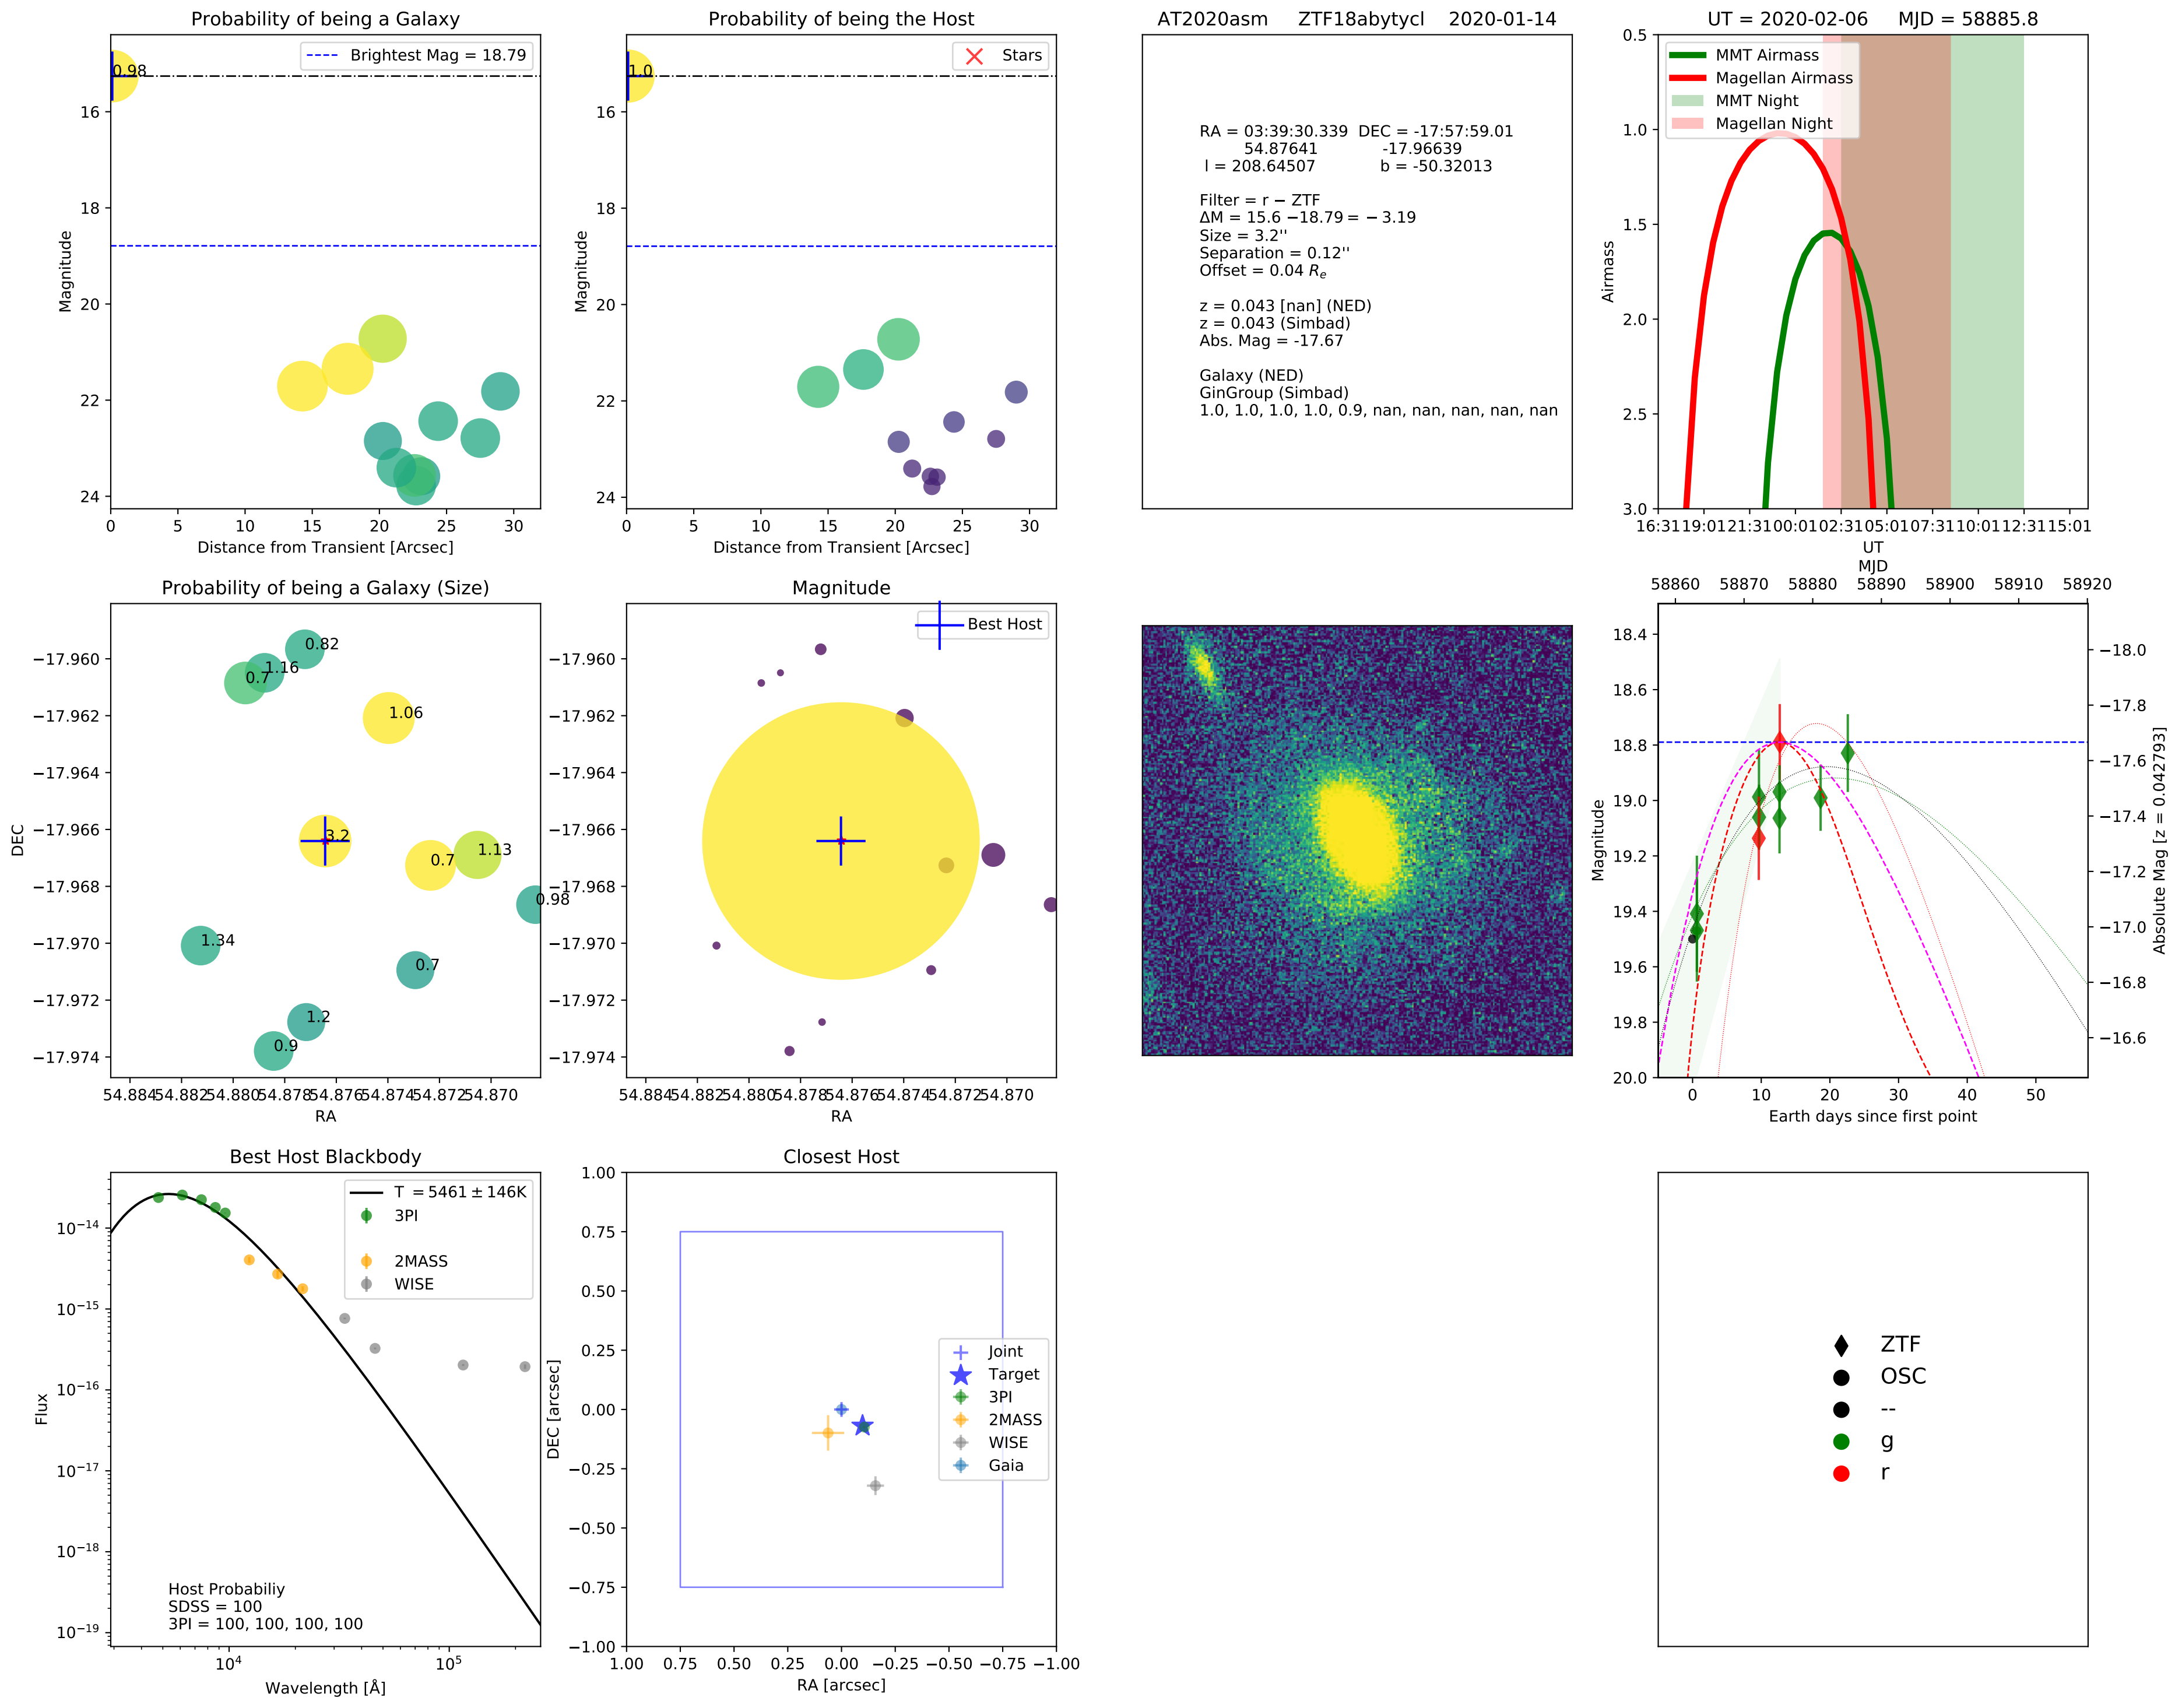 Probability of being a Galaxy
Brightest Mag = 18.79
0.98
Magnitude
16
18
20
22
24
0 5 10 15 20 25 30
Distance from Transient [Arcsec]
Probability of being the Host
Stars
1.0
Magnitude
16
18
20
22
24
0 5 10 15 20 25 30
Distance from Transient [Arcsec]
AT2020asm ZTF18abytycl 2020-01-14
RA = 03:39:30.339 DEC = -17:57:59.01
54.87641 -17.96639
l = 208.64507 b = -50.32013
Filter = r − ZTF
ΔM = 15.6 −18.79 = − 3.19
Size = 3.2''
Separation = 0.12''
Offset = 0.04 Re
z = 0.043 [nan] (NED)
z = 0.043 (Simbad)
Abs. Mag = -17.67
Galaxy (NED)
GinGroup (Simbad)
1.0, 1.0, 1.0, 1.0, 0.9, nan, nan, nan, nan, nan
UT = 2020-02-06 MJD = 58885.8
MMT Airmass
Magellan Airmass
MMT Night
Magellan Night
Airmass
0.5
1.0
1.5
2.0
2.5
3.0
16:31 19:01 21:31 00:01 02:31 05:01 07:31 10:01 12:31 15:01
UT
Probability of being a Galaxy (Size)
DEC
−17.960
−17.962
−17.964
−17.966
−17.968
−17.970
−17.972
−17.974
0.82
1.16
0.7
1.06
3.2
1.13
0.7
0.98
1.34
0.7
1.2
0.9
54.884 54.882 54.880 54.878 54.876 54.874 54.872 54.870
RA
Magnitude
Best Host
−17.960
−17.962
−17.964
−17.966
−17.968
−17.970
−17.972
−17.974
54.884 54.882 54.880 54.878 54.876 54.874 54.872 54.870
RA
MJD
58860 58870 58880 58890 58900 58910 58920
Magnitude
18.4
18.6
18.8
19.0
19.2
19.4
19.6
19.8
20.0
−18.0
−17.8
−17.6
−17.4
−17.2
−17.0
−16.8
−16.6
Absolute Mag [z = 0.042793]
0 10 20 30 40 50
Earth days since first point
Best Host Blackbody
T = 5461 ± 146K
3PI
2MASS
WISE
Flux
10−14
10−15
10−16
10−17
10−18
10−19
Host Probabiliy
SDSS = 100
3PI = 100, 100, 100, 100
104 105
Wavelength [Å]
Closest Host
DEC [arcsec]
1.00
0.75
0.50
0.25
0.00
−0.25
−0.50
−0.75
−1.00
Joint
Target
3PI
2MASS
WISE
Gaia
1.00 0.75 0.50 0.25 0.00 −0.25 −0.50 −0.75 −1.00
RA [arcsec]
ZTF
OSC
--
g
r